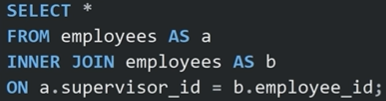 SELECT *
FROM employees AS a
INNER JOIN employees AS b
ON a.supervisor_id = b.employee_id;